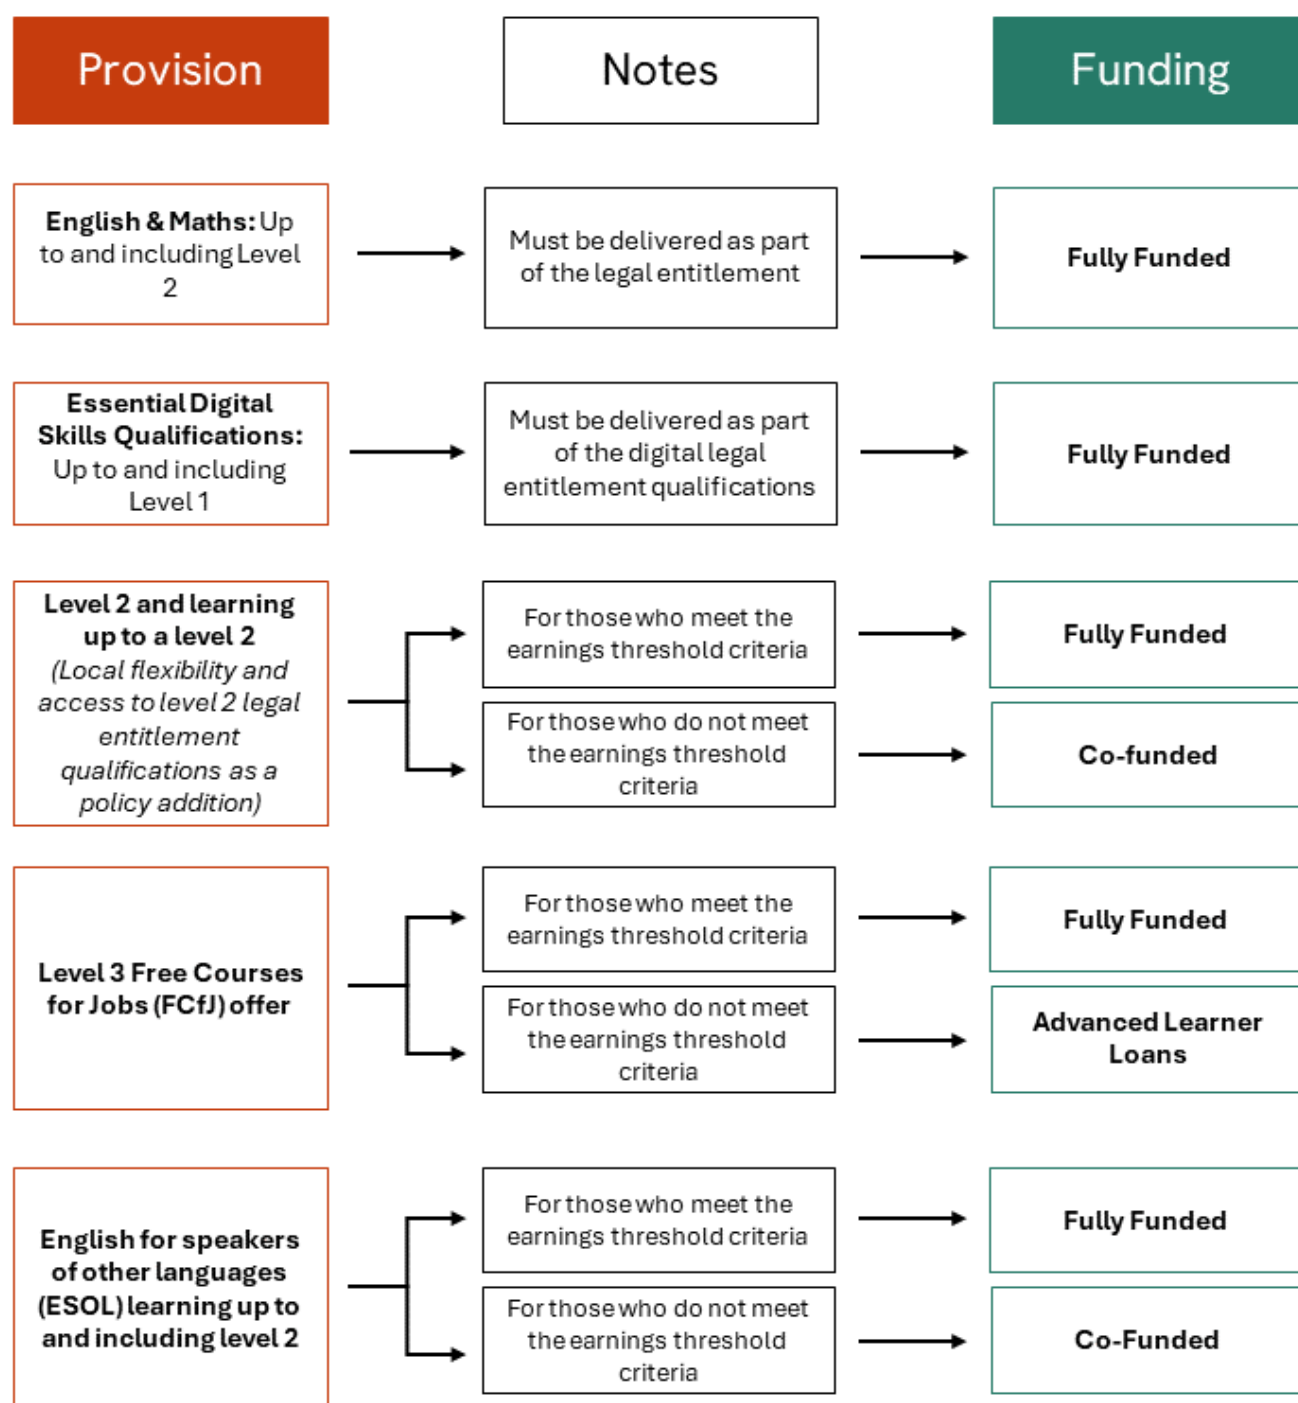 Provision
Notes
Funding
English & Maths: Up
to and including Level
2
Must be delivered as part
of the legal entitlement
Fully Funded
Essential Digital
Skills Qualifications:
Up to and including
Level 1
Must be delivered as part
of the digital legal
entitlement qualifications
Fully Funded
Level 2 and learning
up to a level 2
(Local flexibility and
access to level 2 legal
entitlement
qualifications as a
policy addition)
For those who meet the
earnings threshold criteria
Fully Funded
For those who do not meet
the earnings threshold
criteria
Co-funded
Level 3 Free Courses
for Jobs (FCfJ) offer
For those who meet the
earnings threshold criteria
Fully Funded
For those who do not meet
the earnings threshold
criteria
Advanced Learner
Loans
English for speakers
of other languages
(ESOL) learning up to
and including level 2
For those who meet the
earnings threshold criteria
Fully Funded
For those who do not meet
the earnings threshold
criteria
Co-Funded